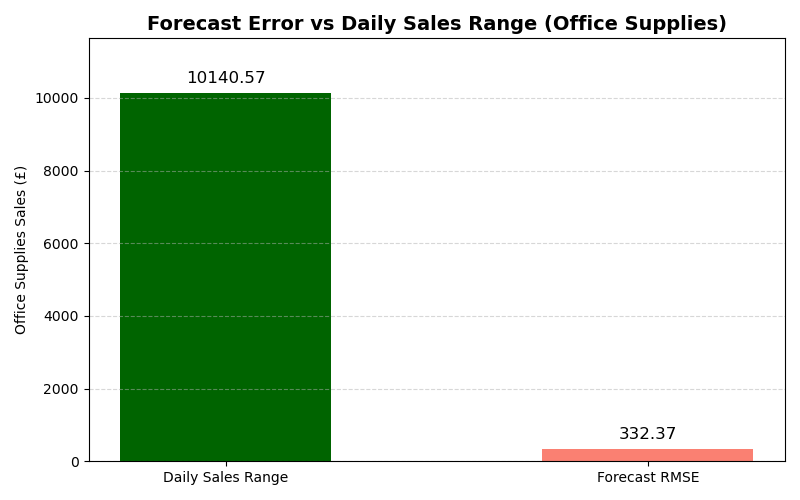 Forecast Error vs Daily Sales Range (Office Supplies)
Office Supplies Sales (£)
10000
8000
6000
4000
2000
0
10140.57
332.37
Daily Sales Range
Forecast RMSE